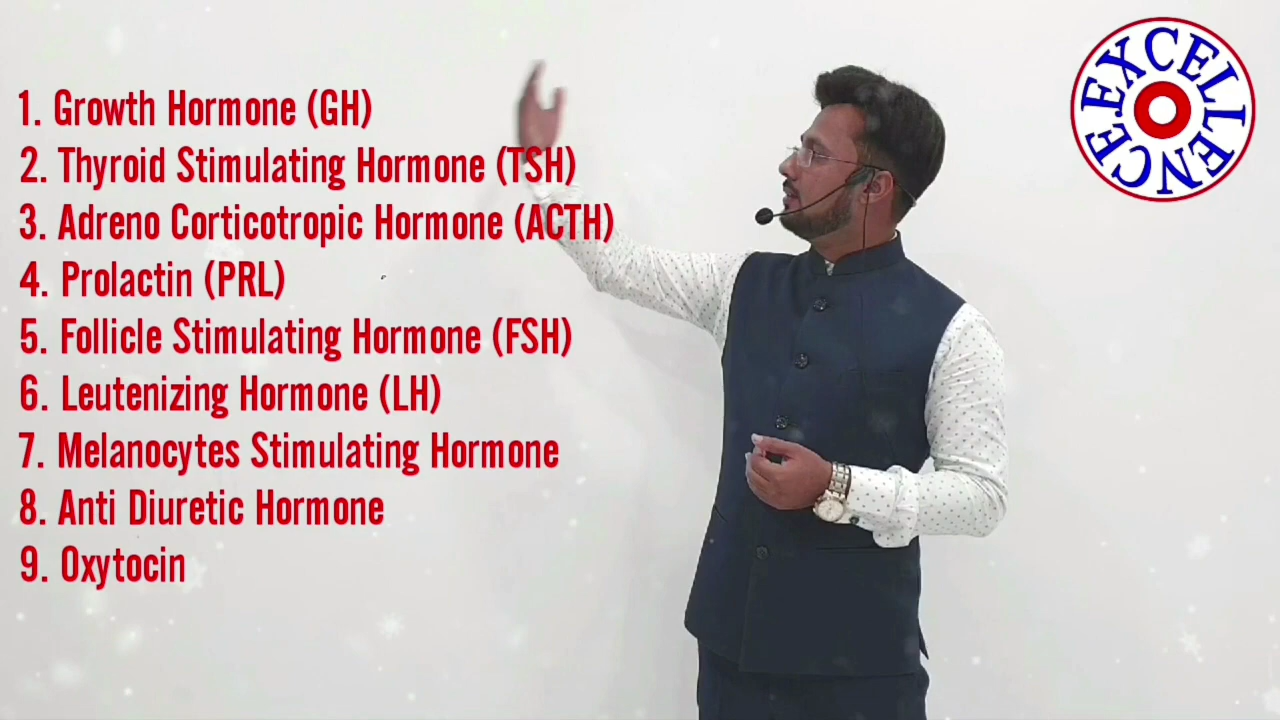 1. Growth Hormone (GH)
2. Thyroid Stimulating Hormone (TSH)
3. Adreno Corticotropic Hormone (ACTH)
4. Prolactin (PRL)
5. Follicle Stimulating Hormone (FSH)
6. Leutenizing Hormone (LH)
7. Melanocytes Stimulating Hormone
8. Anti Diuretic Hormone
9. Oxytocin
EXCELLENCE